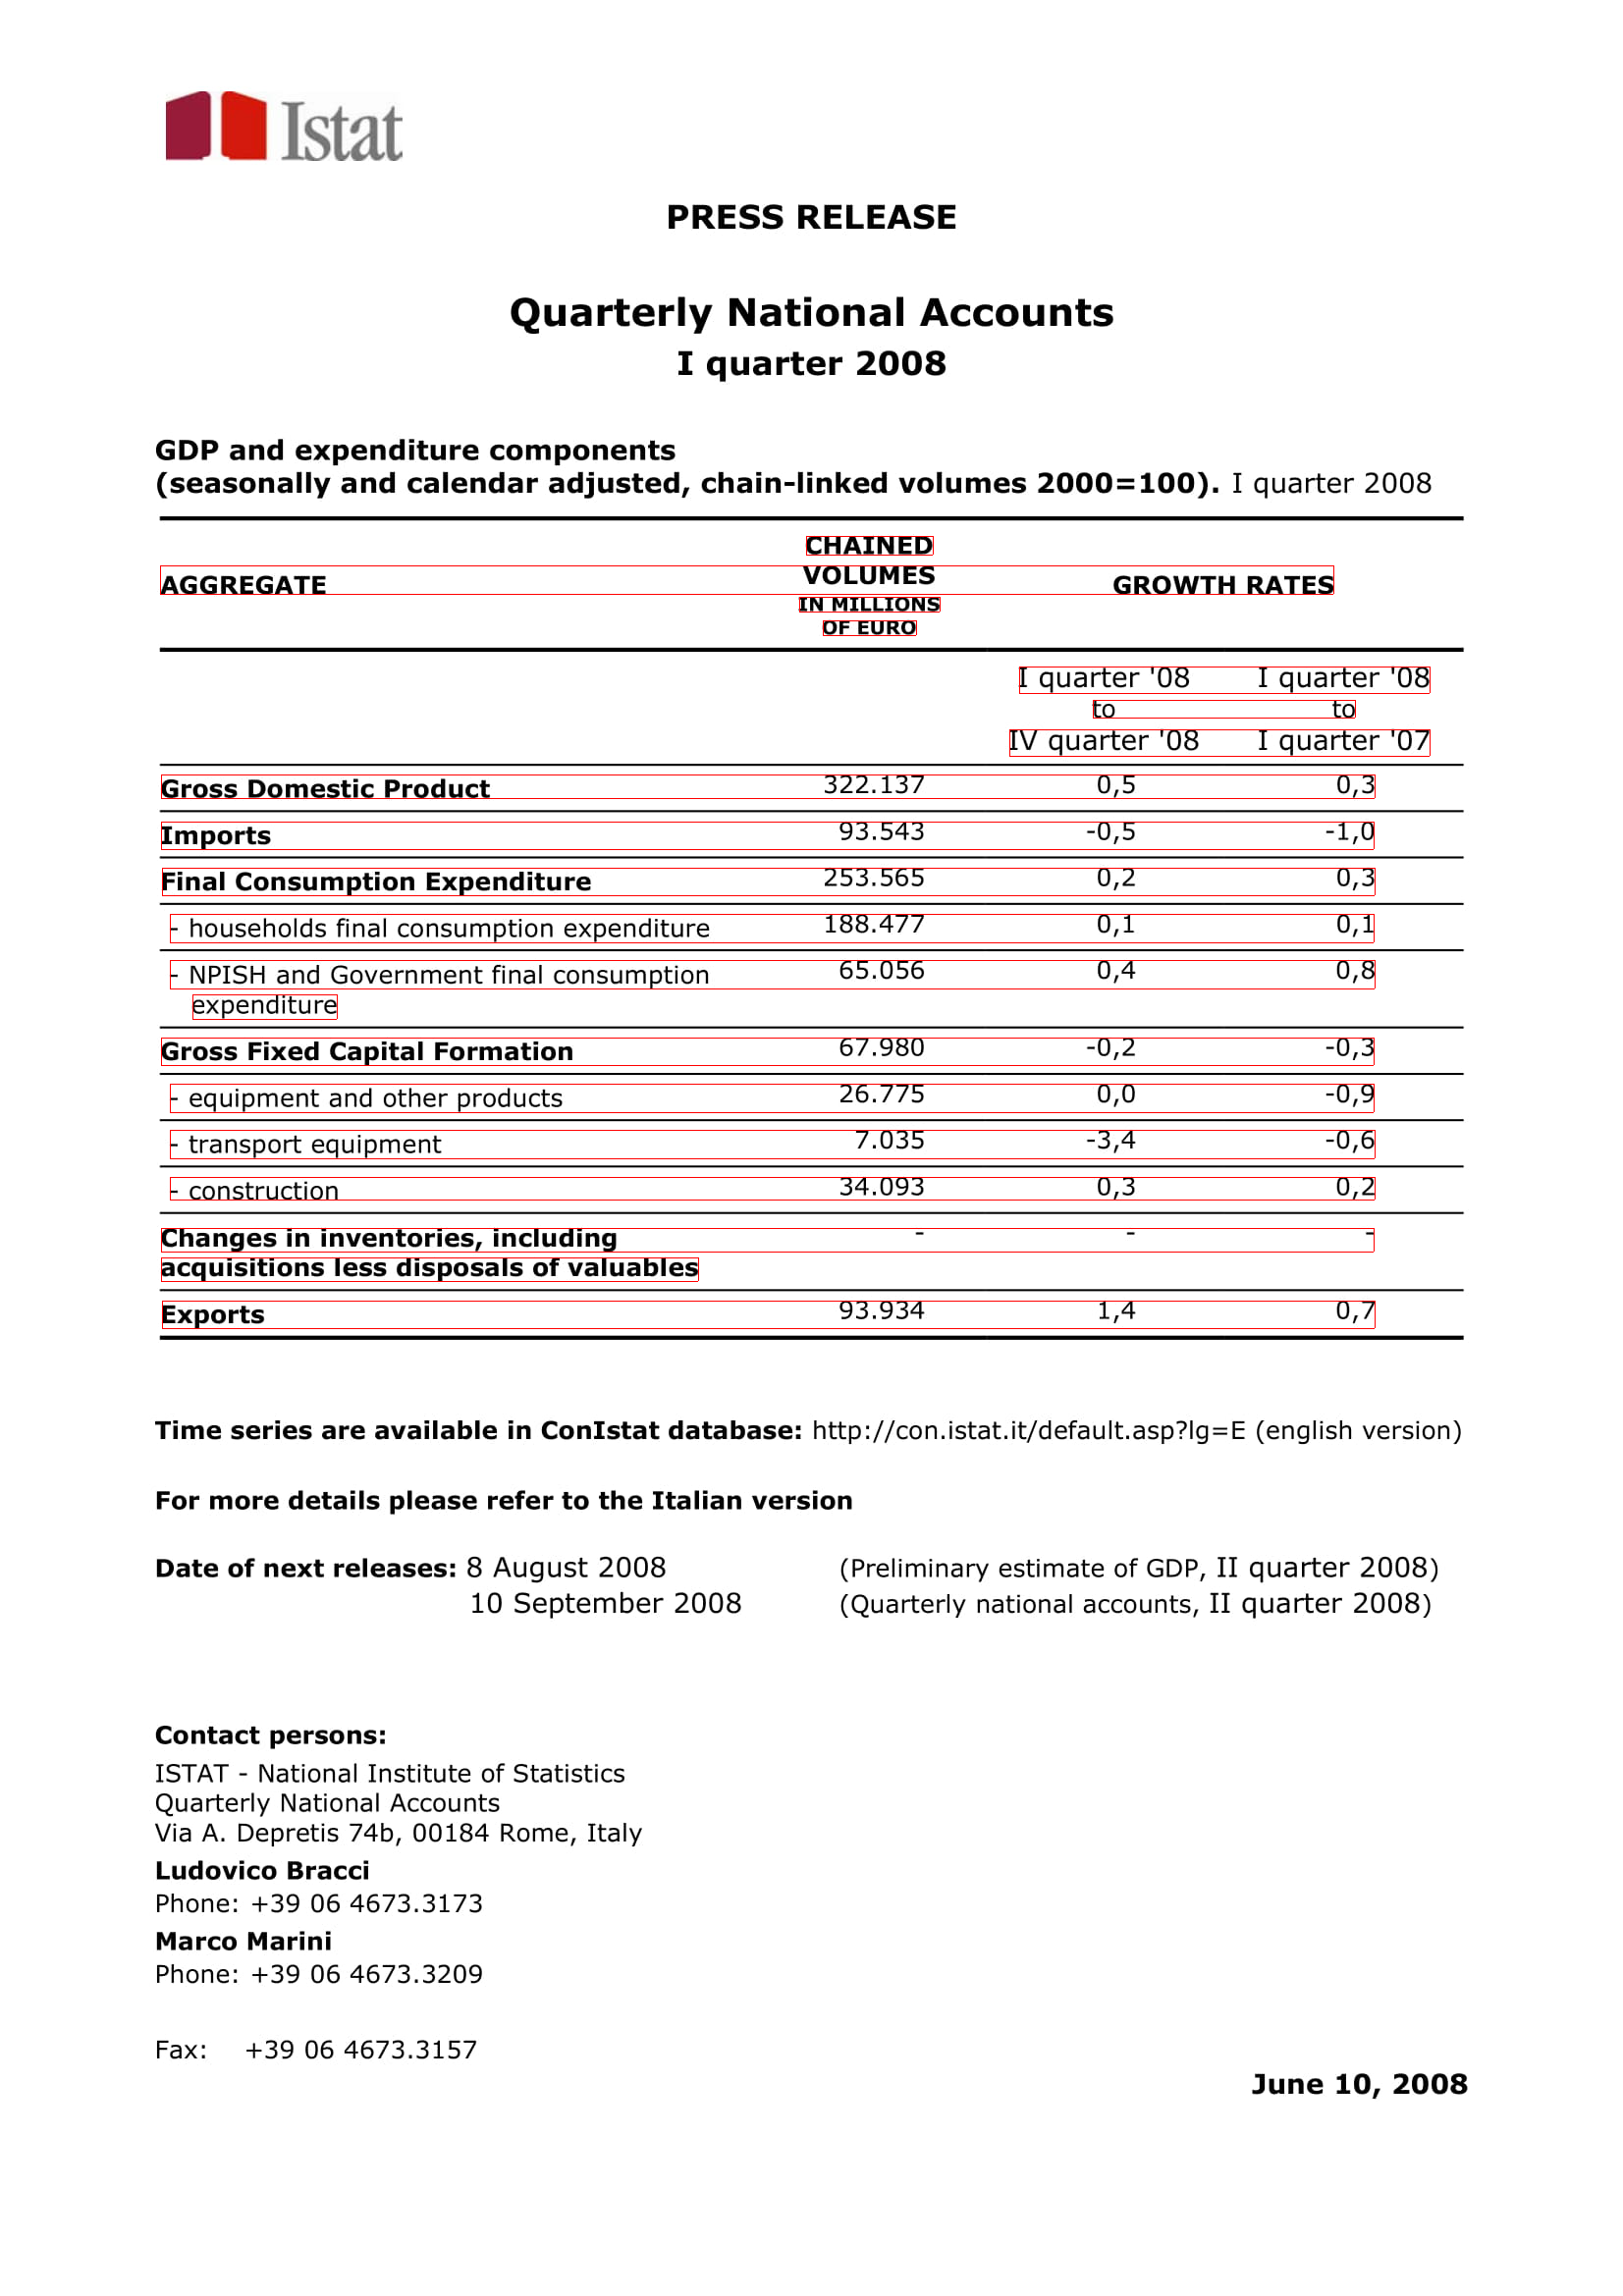 Istat
PRESS RELEASE
Quarterly National Accounts
I quarter 2008
GDP and expenditure components
(seasonally and calendar adjusted, chain-linked volumes 2000=100). I quarter 2008
CHAINED
VOLUMES
AGGREGATE GROWTH RATES
IN MILLIONS
OF EURO
I quarter '08 I quarter '08
to to
IV quarter '08 I quarter '07
Gross Domestic Product 322.137 0,5 0,3
Imports 93.543 -0,5 -1,0
Final Consumption Expenditure 253.565 0,2 0,3
- households final consumption expenditure 188.477 0,1 0,1
- NPISH and Government final consumption 65.056 0,4 0,8
expenditure
Gross Fixed Capital Formation 67.980 -0,2 -0,3
- equipment and other products 26.775 0,0 -0,9
- transport equipment 7.035 -3,4 -0,6
- construction 34.093 0,3 0,2
Changes in inventories, including - - -
acquisitions less disposals of valuables
Exports 93.934 1,4 0,7
Time series are available in ConIstat database: http://con.istat.it/default.asp?lg=E (english version)
For more details please refer to the Italian version
Date of next releases: 8 August 2008 (Preliminary estimate of GDP, II quarter 2008)
10 September 2008 (Quarterly national accounts, II quarter 2008)
Contact persons:
ISTAT - National Institute of Statistics
Quarterly National Accounts
Via A. Depretis 74b, 00184 Rome, Italy
Ludovico Bracci
Phone: +39 06 4673.3173
Marco Marini
Phone: +39 06 4673.3209
Fax: +39 06 4673.3157
June 10, 2008